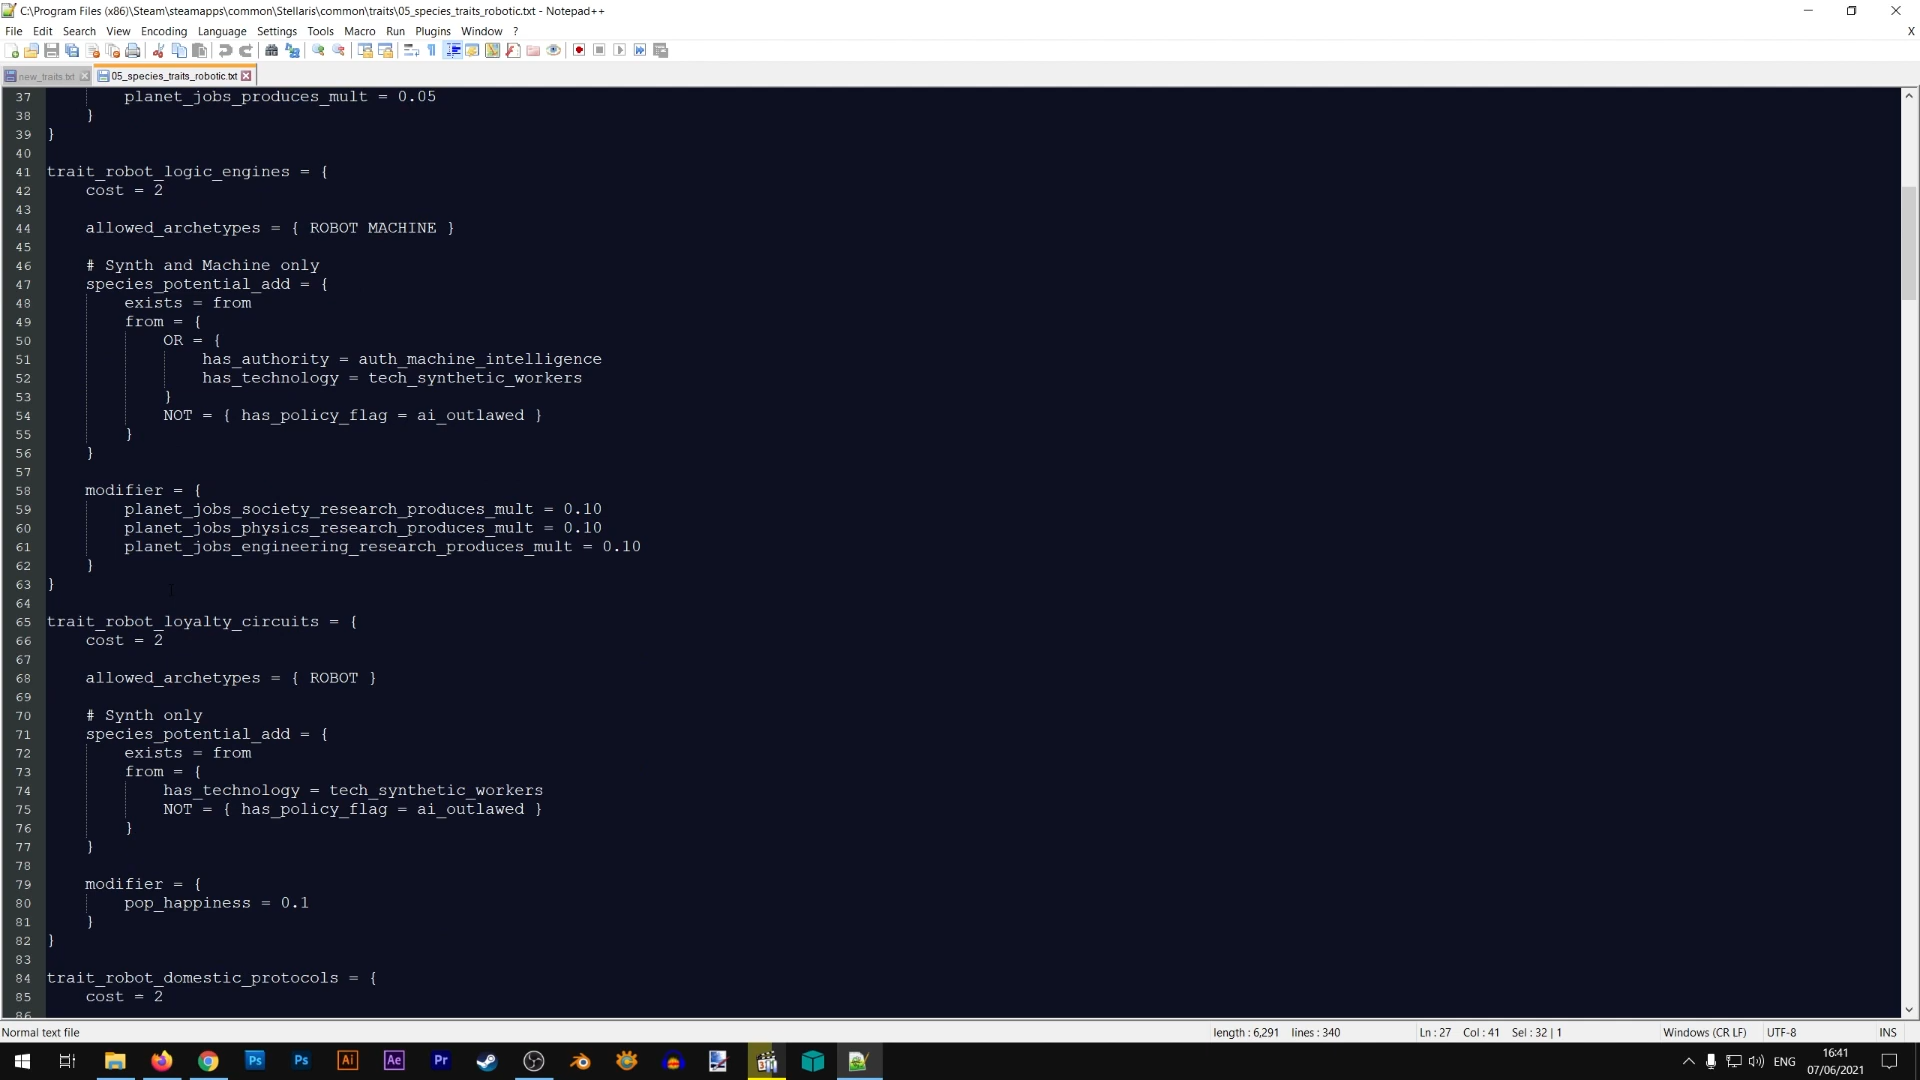 C:\Program Files (x86)\Steam\steamapps\common\Stellaris\common\traits\05_species_traits_robotic.txt - Notepad++
File Edit Search View Encoding Language Settings Tools Macro Run Plugins Window ? X
new_traits.txt 05_species_traits_robotic.txt
37 planet_jobs_produces_mult = 0.05
38 }
39 }
40
41 trait_robot_logic_engines = {
42 cost = 2
43
44 allowed_archetypes = { ROBOT MACHINE }
45
46 # Synth and Machine only
47 species_potential_add = {
48 exists = from
49 from = {
50 OR = {
51 has_authority = auth_machine_intelligence
52 has_technology = tech_synthetic_workers
53 }
54 NOT = { has_policy_flag = ai_outlawed }
55 }
56 }
57
58 modifier = {
59 planet_jobs_society_research_produces_mult = 0.10
60 planet_jobs_physics_research_produces_mult = 0.10
61 planet_jobs_engineering_research_produces_mult = 0.10
62 }
63 }
64
65 trait_robot_loyalty_circuits = {
66 cost = 2
67
68 allowed_archetypes = { ROBOT }
69
70 # Synth only
71 species_potential_add = {
72 exists = from
73 from = {
74 has_technology = tech_synthetic_workers
75 NOT = { has_policy_flag = ai_outlawed }
76 }
77 }
78
79 modifier = {
80 pop_happiness = 0.1
81 }
82 }
83
84 trait_robot_domestic_protocols = {
85 cost = 2
86
Normal text file length : 6,291 lines : 340 Ln : 27 Col : 41 Sel : 32 | 1 Windows (CR LF) UTF-8 INS
Ps Ps Ai Ae Pr ENG 16:41
07/06/2021